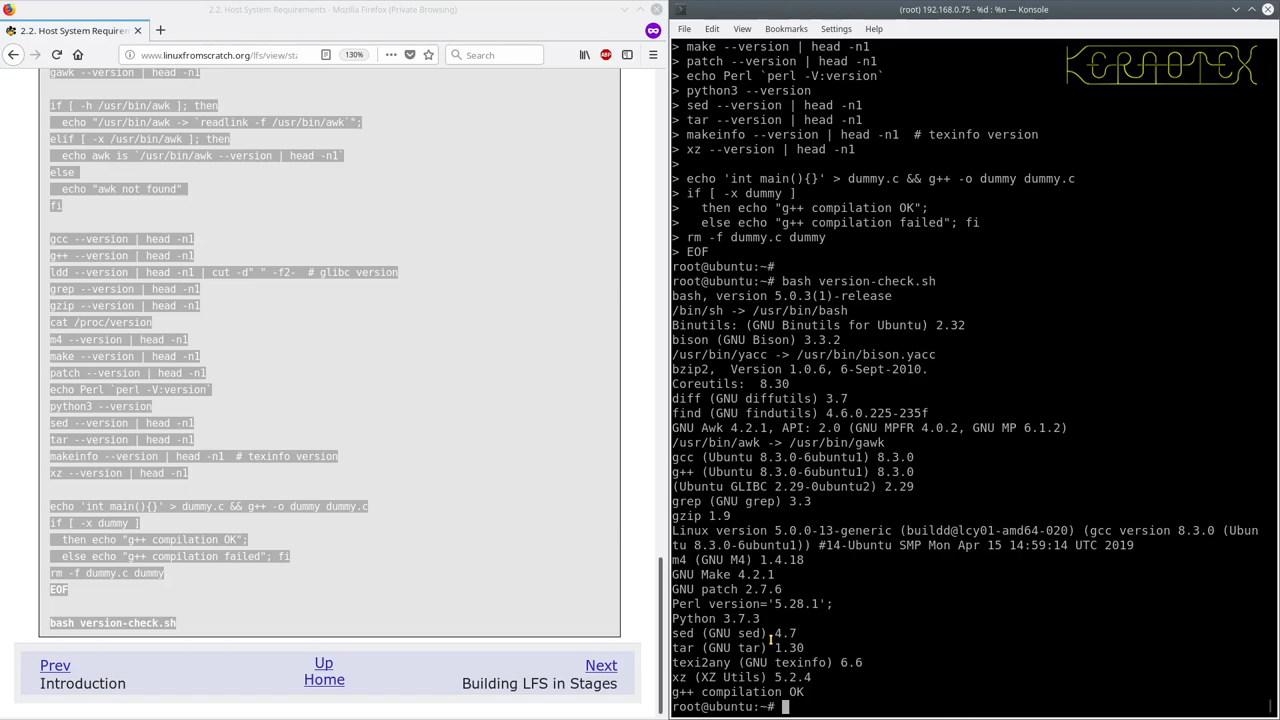 2.2. Host System Requirements - Mozilla Firefox (Private Browsing)
2.2. Host System Requirem
www.linuxfromscratch.org/lfs/view/sta
130%
Search
gawk --version | head -n1
if [ -h /usr/bin/awk ]; then
echo "/usr/bin/awk -> `readlink -f /usr/bin/awk`";
elif [ -x /usr/bin/awk ]; then
echo awk is `/usr/bin/awk --version | head -n1`
else
echo "awk not found"
fi
gcc --version | head -n1
g++ --version | head -n1
ldd --version | head -n1 | cut -d" " -f2-  # glibc version
grep --version | head -n1
gzip --version | head -n1
cat /proc/version
m4 --version | head -n1
make --version | head -n1
patch --version | head -n1
echo Perl `perl -V:version`
python3 --version
sed --version | head -n1
tar --version | head -n1
makeinfo --version | head -n1  # texinfo version
xz --version | head -n1
echo 'int main(){}' > dummy.c && g++ -o dummy dummy.c
if [ -x dummy ]
then echo "g++ compilation OK";
else echo "g++ compilation failed"; fi
rm -f dummy.c dummy
EOF
bash version-check.sh
Prev
Up
Next
Introduction
Home
Building LFS in Stages
(root) 192.168.0.75 - %d : %n — Konsole
File Edit View Bookmarks Settings Help
KERAOTEX
> make --version | head -n1
> patch --version | head -n1
> echo Perl `perl -V:version`
> python3 --version
> sed --version | head -n1
> tar --version | head -n1
> makeinfo --version | head -n1  # texinfo version
> xz --version | head -n1
>
> echo 'int main(){}' > dummy.c && g++ -o dummy dummy.c
> if [ -x dummy ]
>   then echo "g++ compilation OK";
>   else echo "g++ compilation failed"; fi
> rm -f dummy.c dummy
> EOF
root@ubuntu:~#
root@ubuntu:~# bash version-check.sh
bash, version 5.0.3(1)-release
/bin/sh -> /usr/bin/bash
Binutils: (GNU Binutils for Ubuntu) 2.32
bison (GNU Bison) 3.3.2
/usr/bin/yacc -> /usr/bin/bison.yacc
bzip2,  Version 1.0.6, 6-Sept-2010.
Coreutils:  8.30
diff (GNU diffutils) 3.7
find (GNU findutils) 4.6.0.225-235f
GNU Awk 4.2.1, API: 2.0 (GNU MPFR 4.0.2, GNU MP 6.1.2)
/usr/bin/awk -> /usr/bin/gawk
gcc (Ubuntu 8.3.0-6ubuntu1) 8.3.0
g++ (Ubuntu 8.3.0-6ubuntu1) 8.3.0
(Ubuntu GLIBC 2.29-0ubuntu2) 2.29
grep (GNU grep) 3.3
gzip 1.9
Linux version 5.0.0-13-generic (buildd@lcy01-amd64-020) (gcc version 8.3.0 (Ubun
tu 8.3.0-6ubuntu1)) #14-Ubuntu SMP Mon Apr 15 14:59:14 UTC 2019
m4 (GNU M4) 1.4.18
GNU Make 4.2.1
GNU patch 2.7.6
Perl version='5.28.1';
Python 3.7.3
sed (GNU sed) 4.7
tar (GNU tar) 1.30
texi2any (GNU texinfo) 6.6
xz (XZ Utils) 5.2.4
g++ compilation OK
root@ubuntu:~#